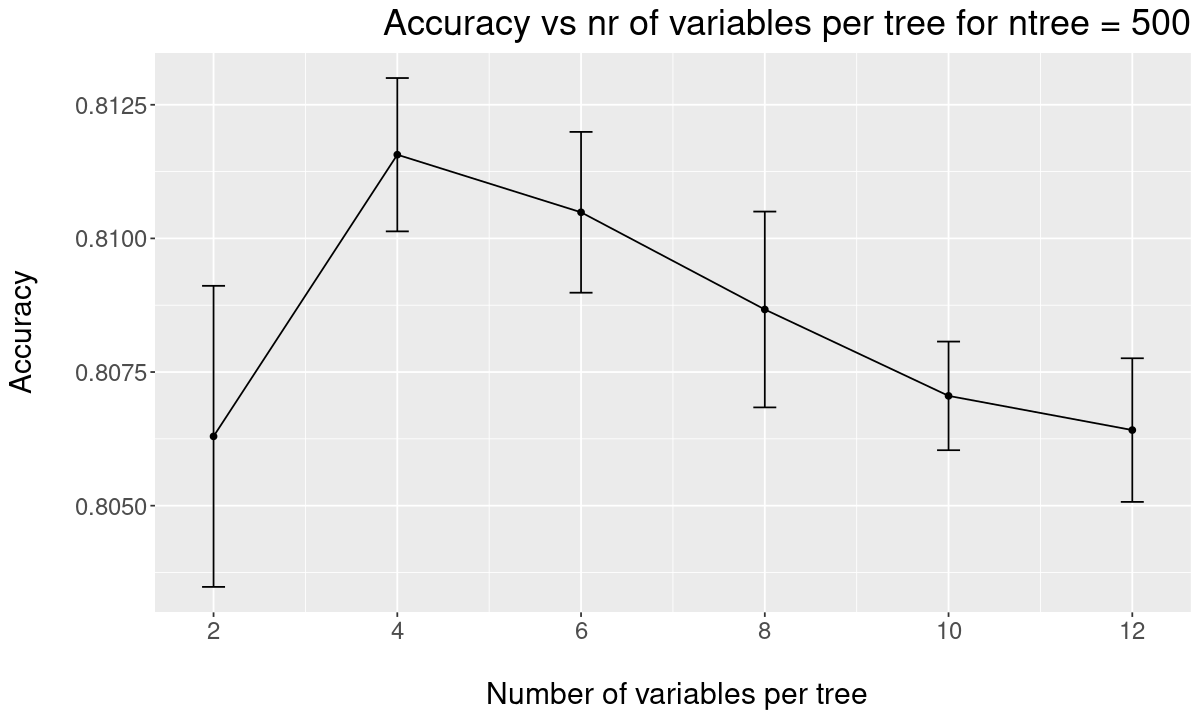 Accuracy vs nr of variables per tree for ntree = 500
Accuracy
0.8125
0.8100
0.8075
0.8050
2 4 6 8 10 12
Number of variables per tree